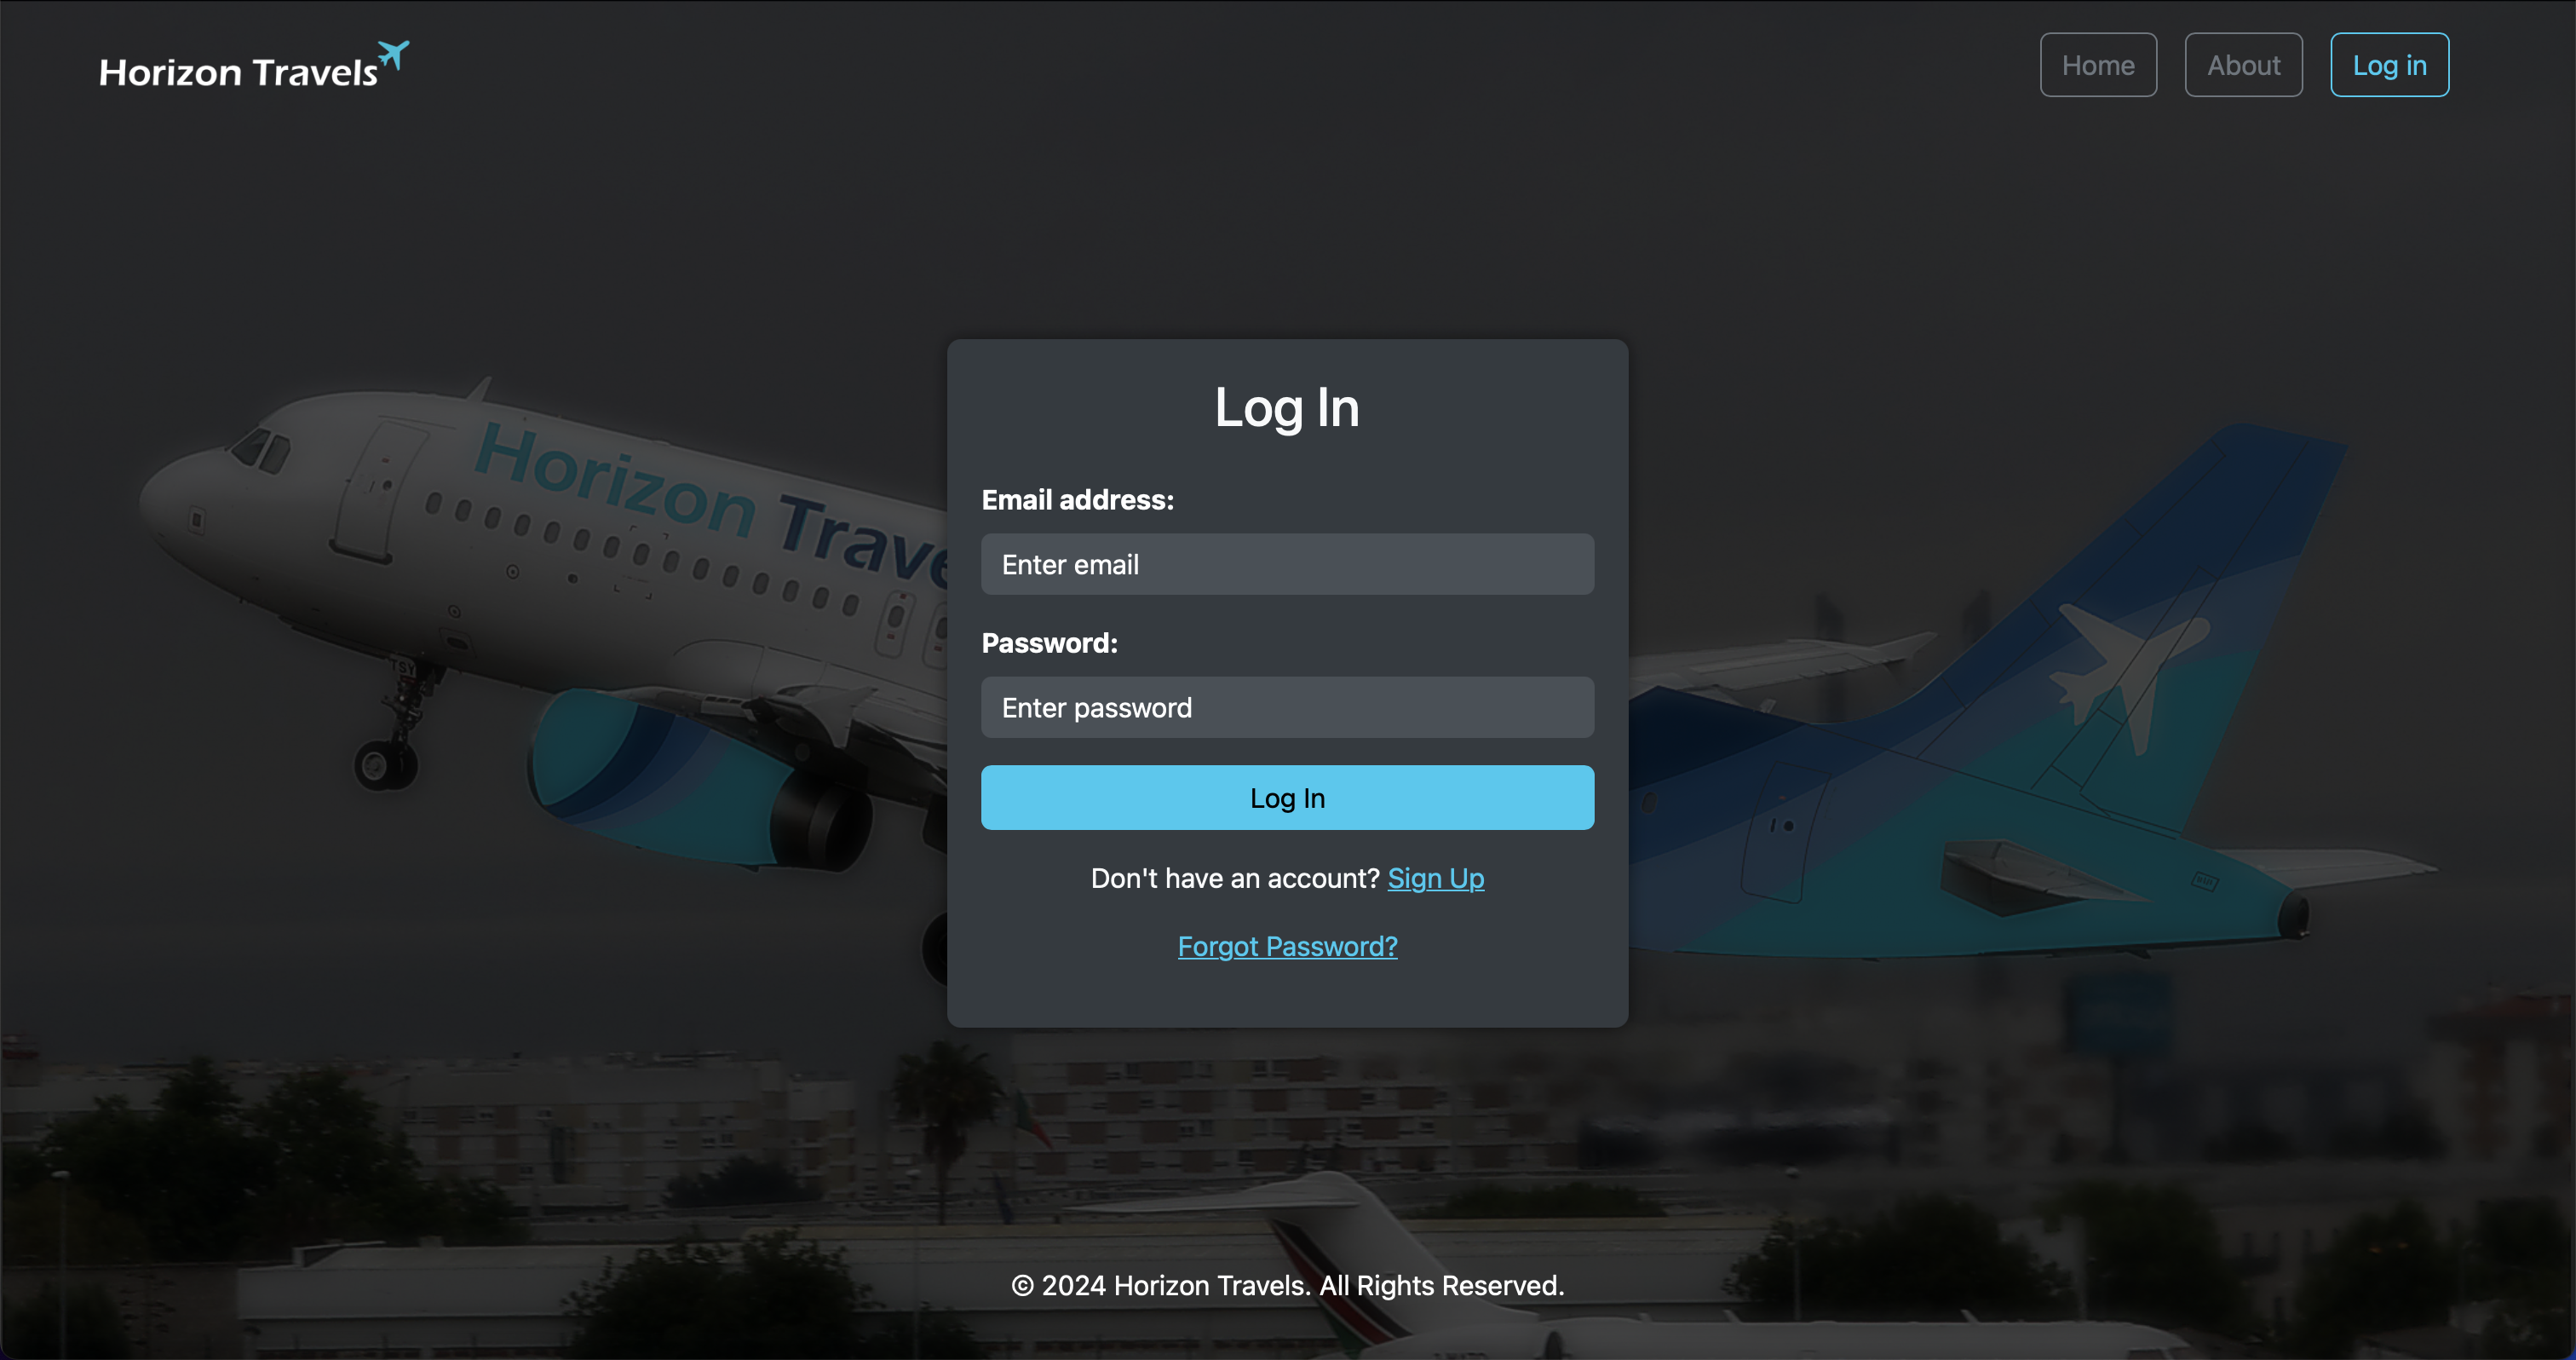 Horizon Travels
Home
About
Log in
Horizon Trave
Log In
Email address:
Enter email
Password:
Enter password
Log In
Don't have an account? Sign Up
Forgot Password?
TSY
© 2024 Horizon Travels. All Rights Reserved.